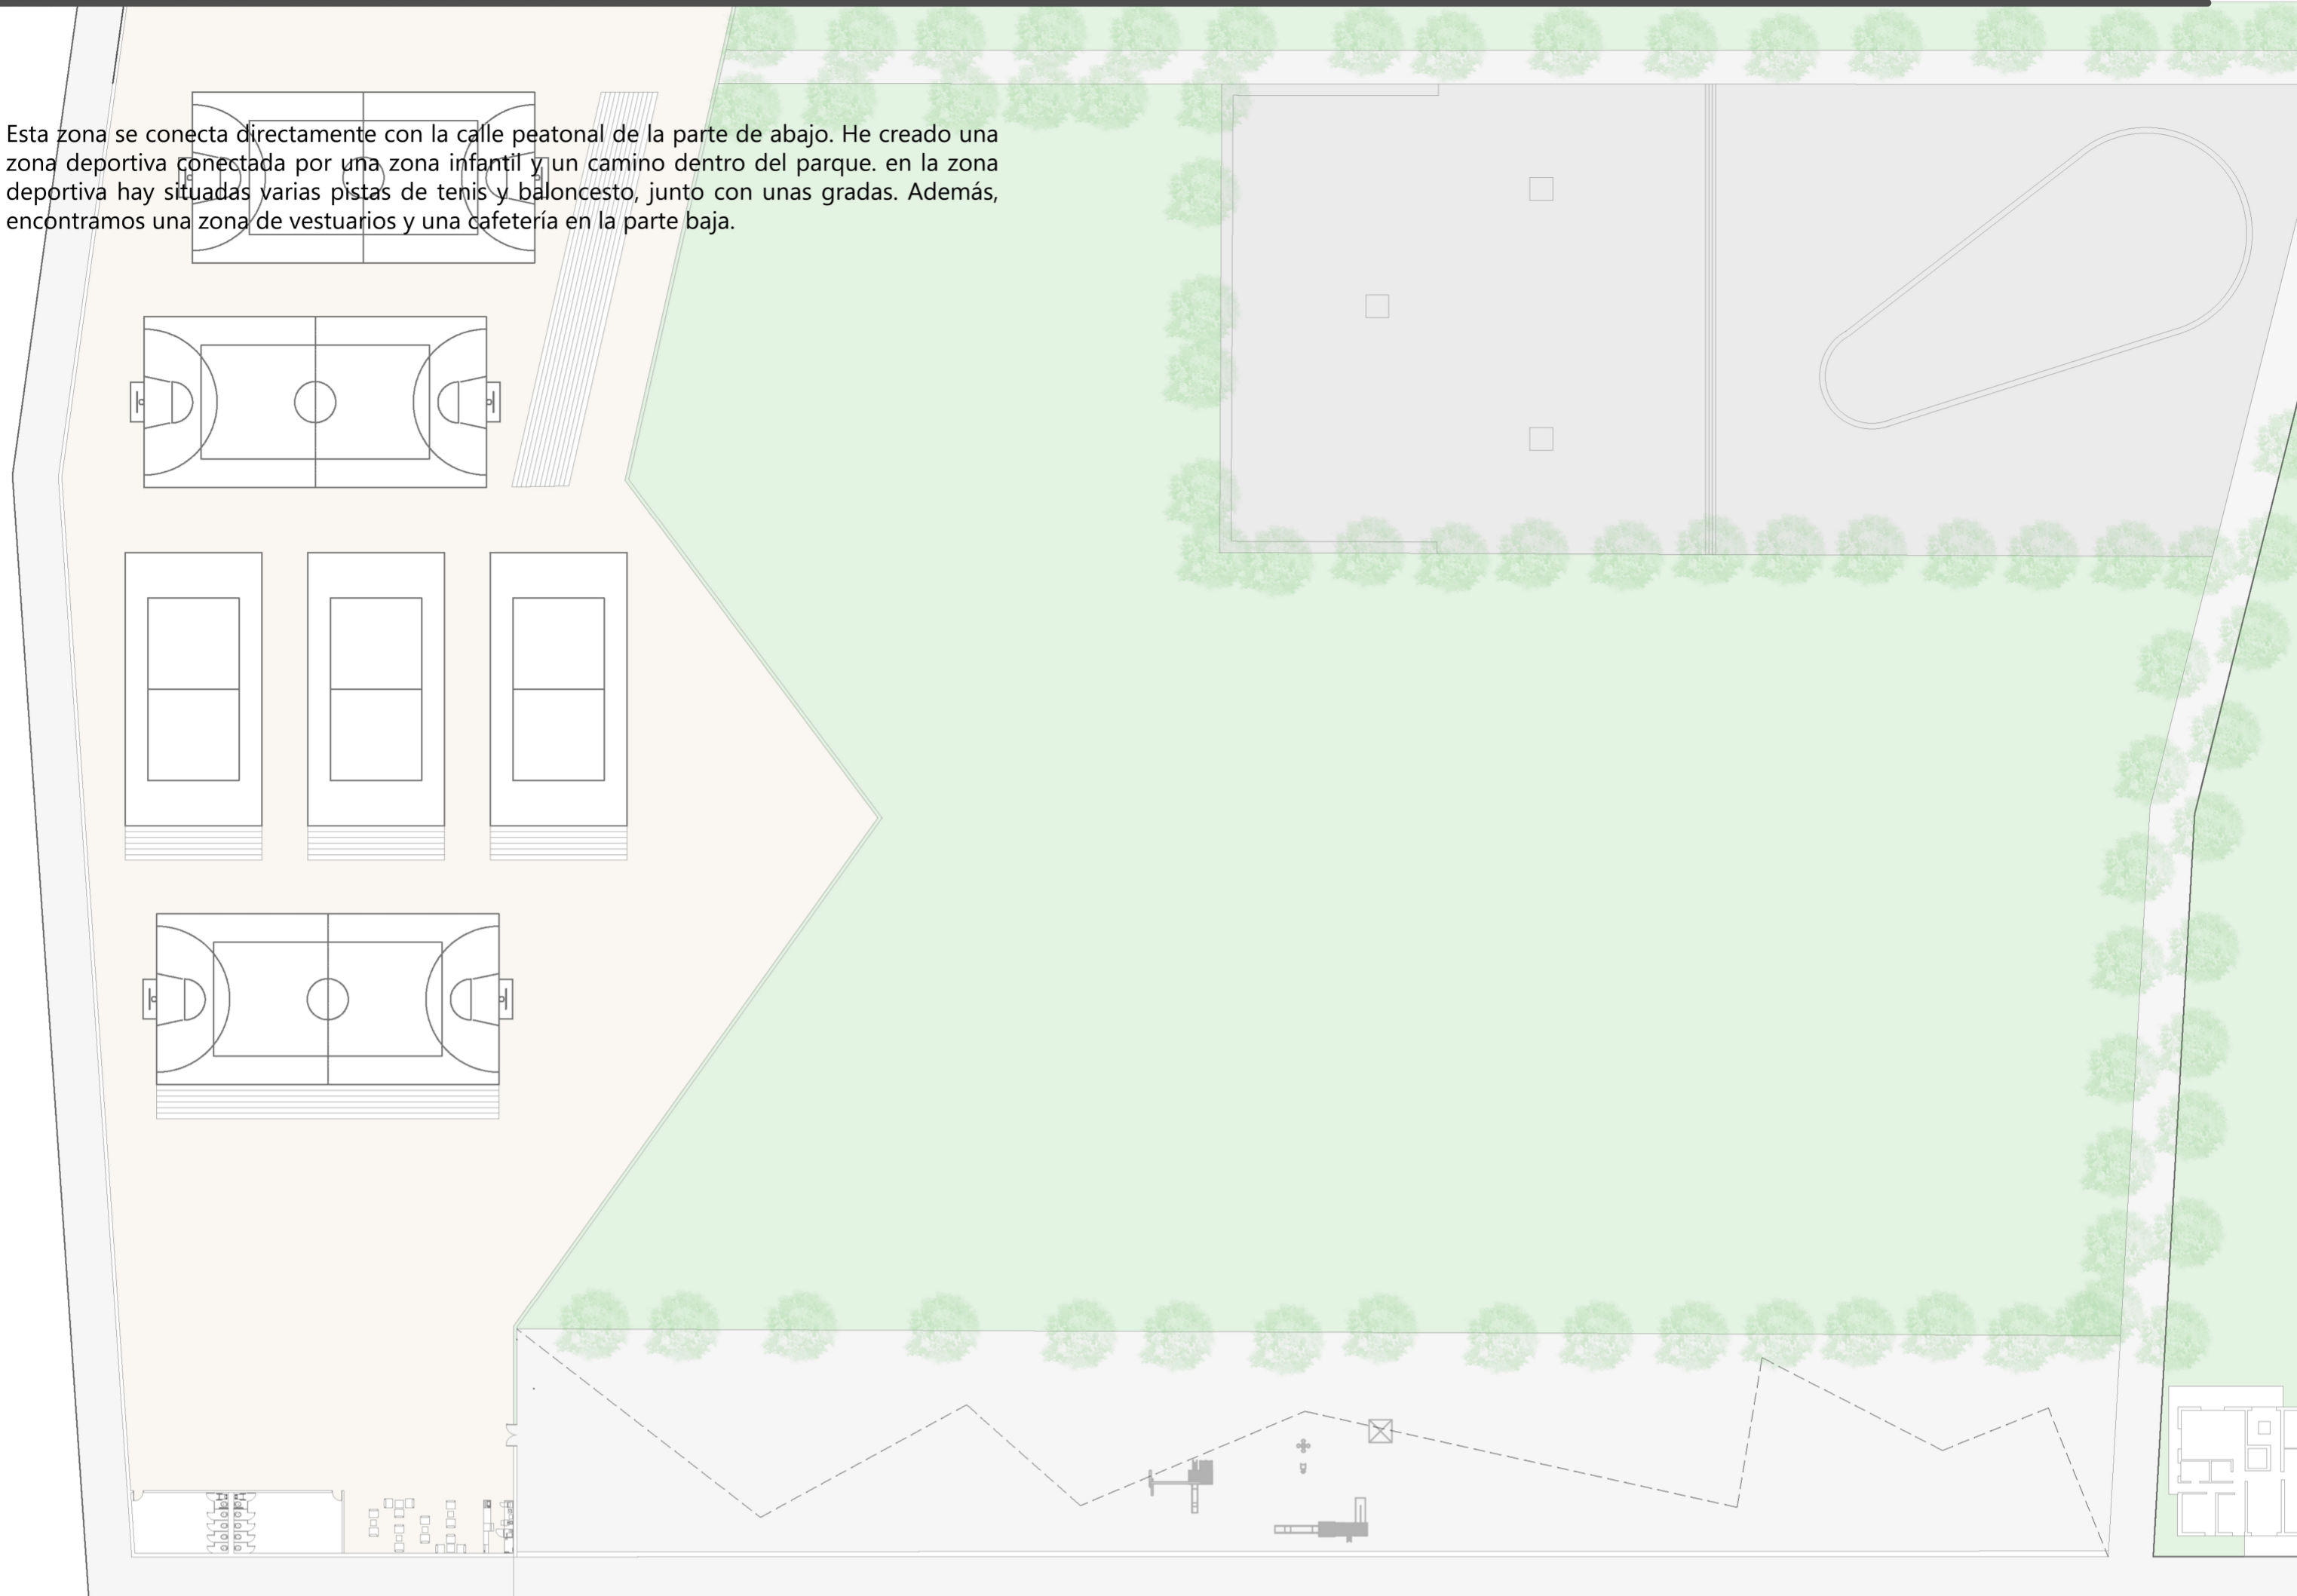 Esta zona se conecta directamente con la calle peatonal de la parte de abajo. He creado una
zona deportiva conectada por una zona infantil y un camino dentro del parque. en la zona
deportiva hay situadas varias pistas de tenis y baloncesto, junto con unas gradas. Además,
encontramos una zona de vestuarios y una cafetería en la parte baja.